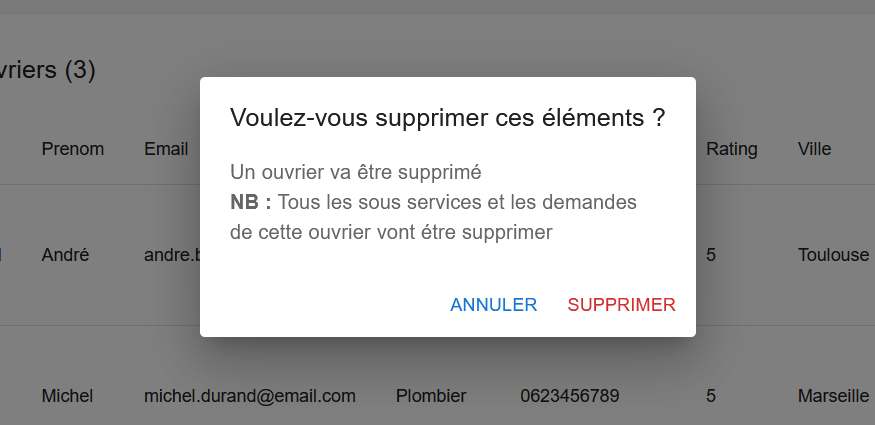 vriers (3)
Voulez-vous supprimer ces éléments ?
Prenom Email Rating Ville
Un ouvrier va être supprimé
NB : Tous les sous services et les demandes
de cette ouvrier vont étre supprimer
André andre.b 5 Toulouse
ANNULER SUPPRIMER
Michel michel.durand@email.com Plombier 0623456789 5 Marseille